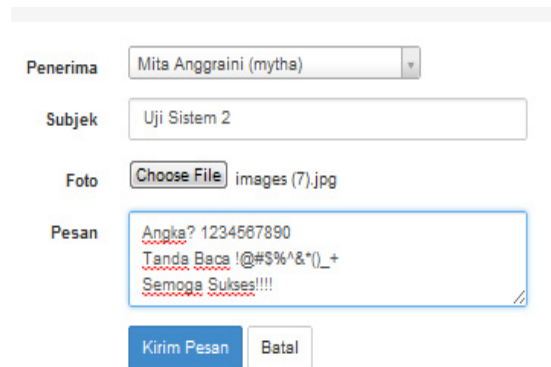 Penerima Mita Anggraini (mytha)
Subjek Uji Sistem 2
Foto Choose File images (7).jpg
Pesan Angka? 1234567890
Tanda Baca !@#$%^&*()_+
Semoga Sukses!!!!
Kirim Pesan Batal